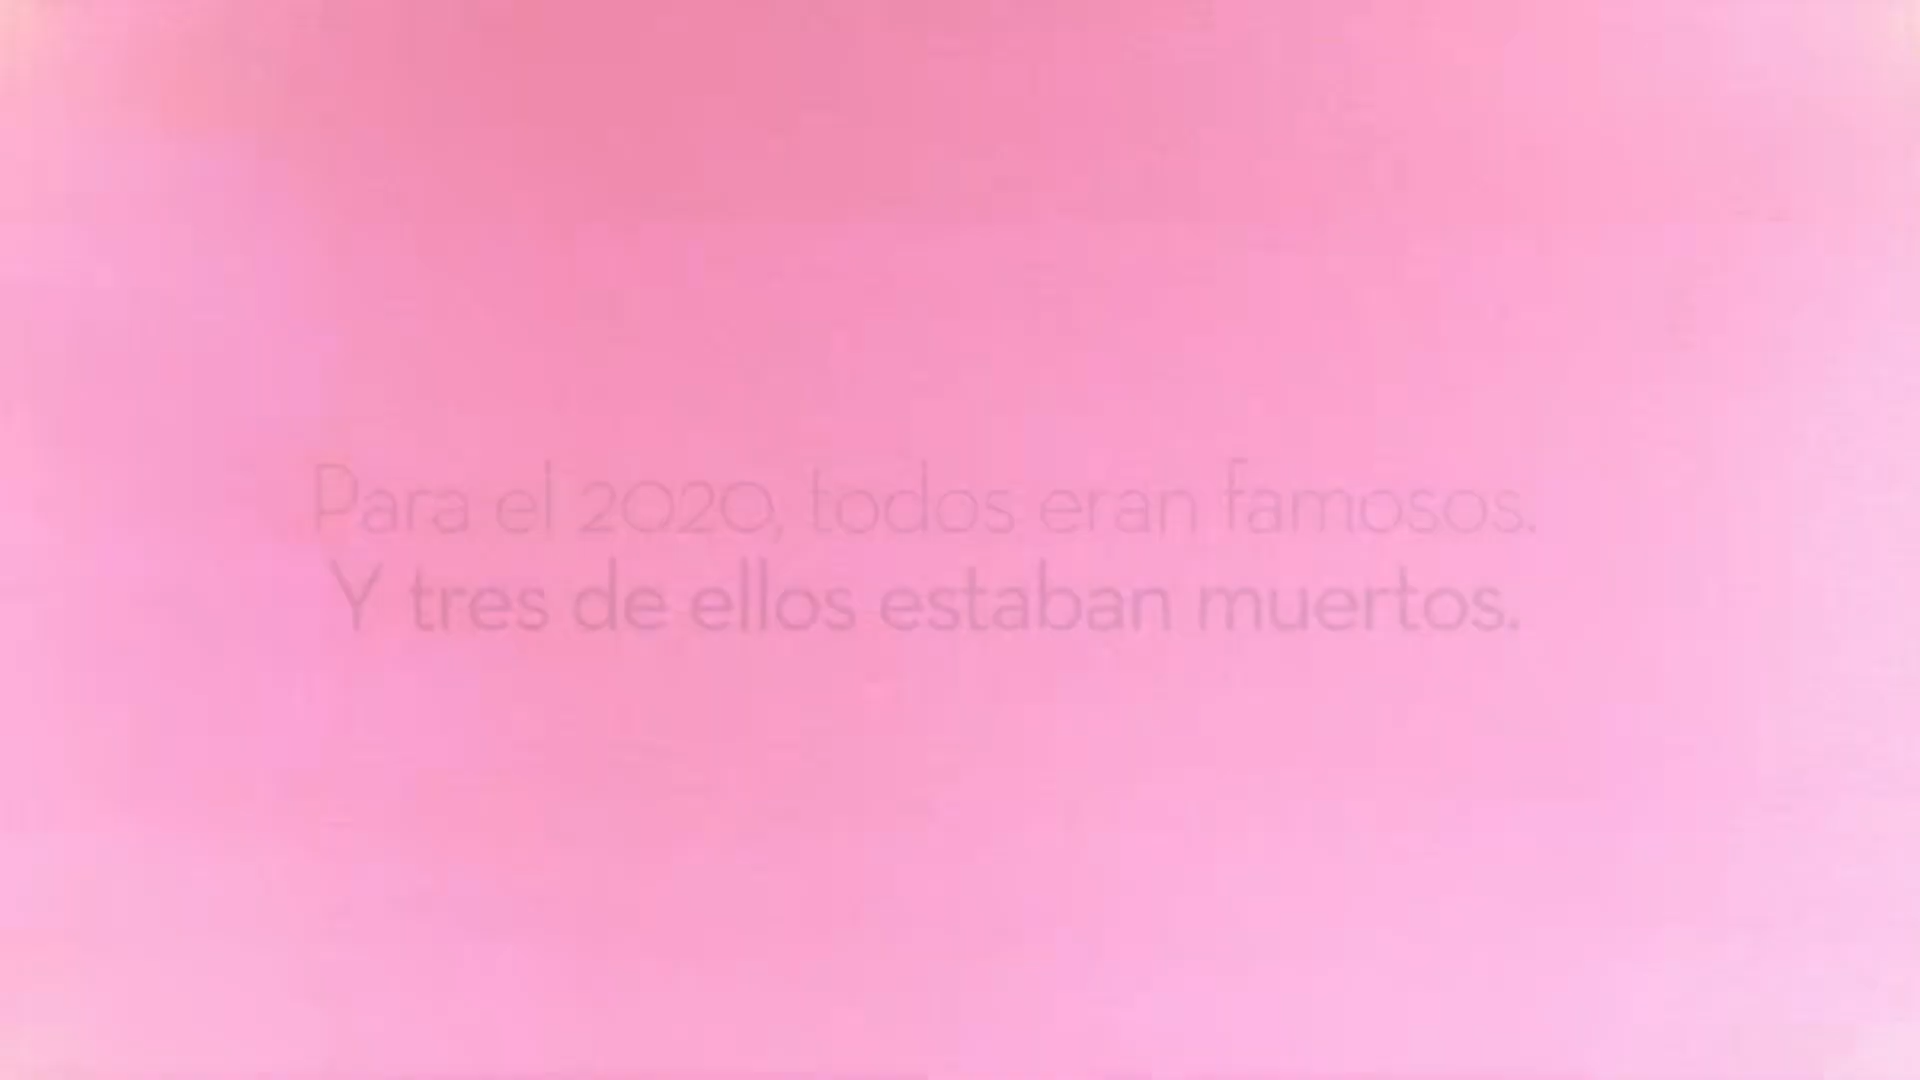 Para el 2020, todos eran famosos.
Y tres de ellos estaban muertos.